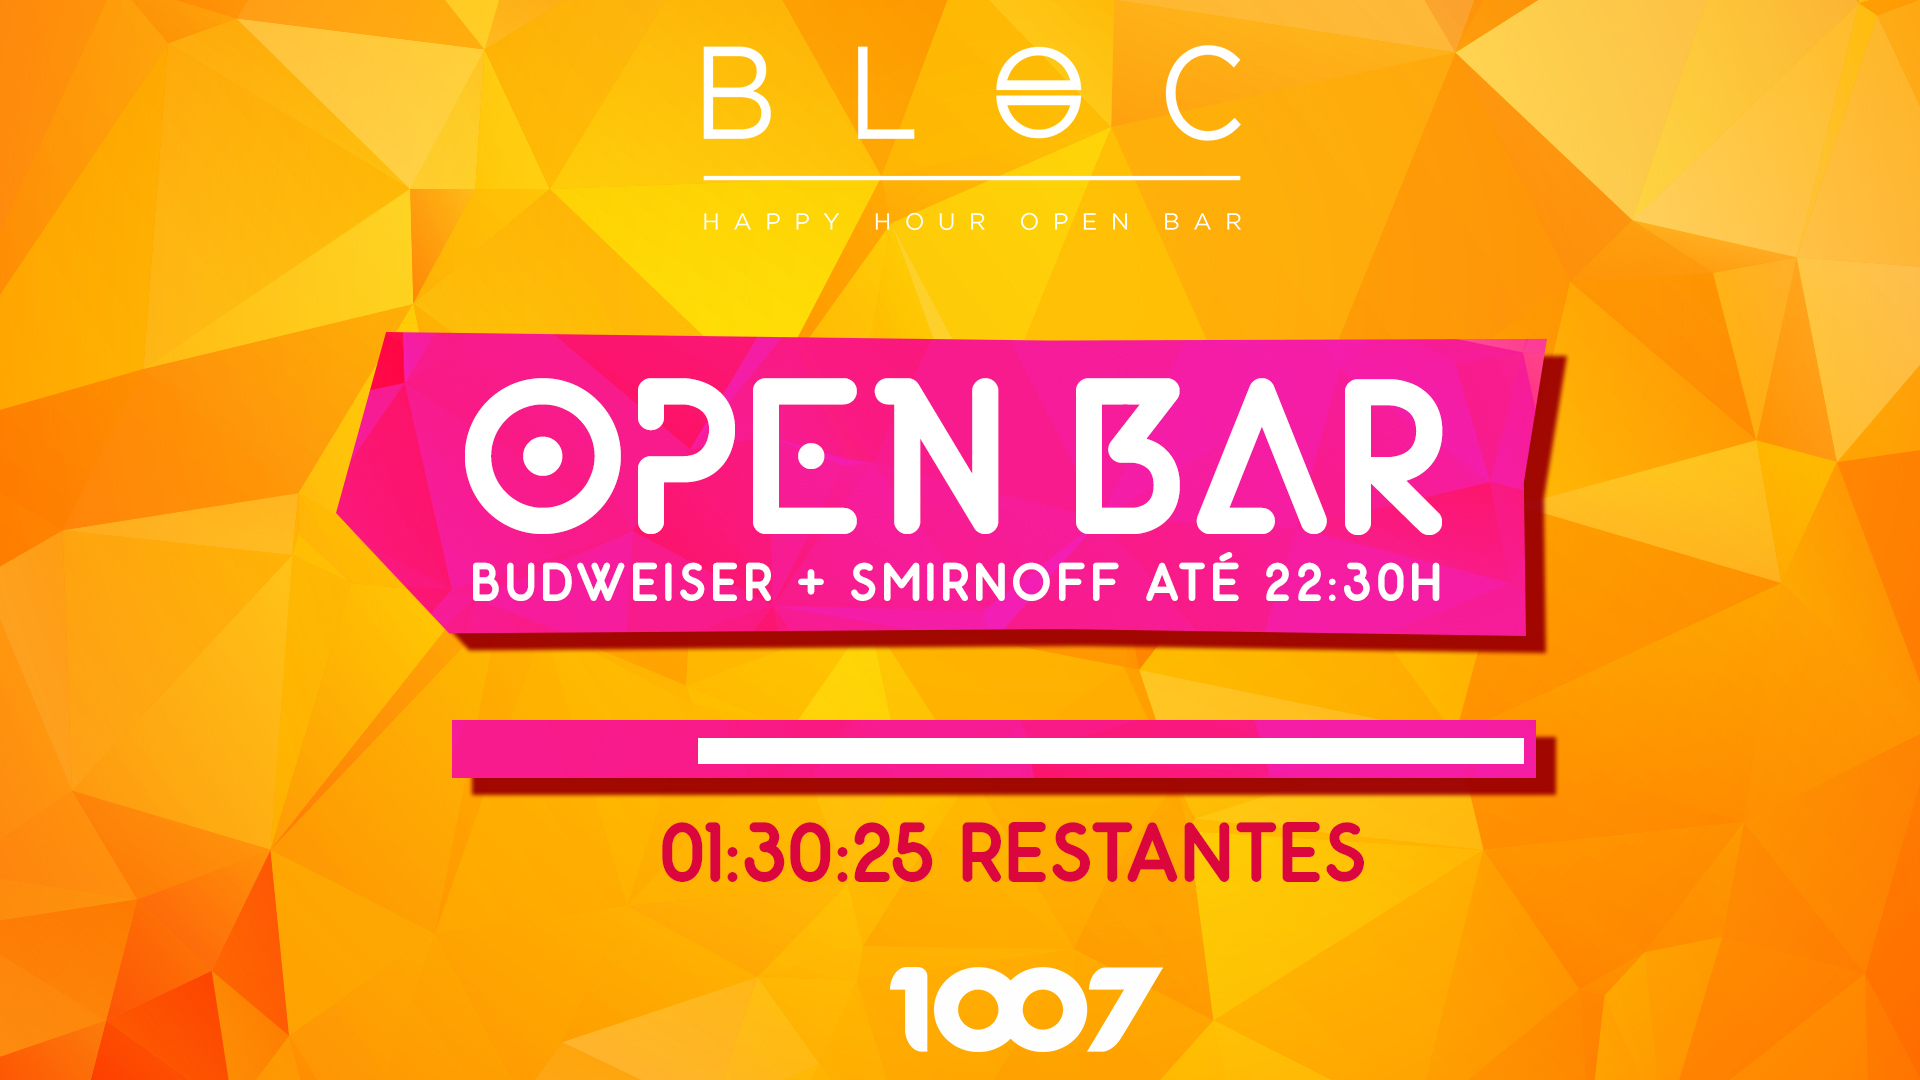 BLOC
HAPPY HOUR OPEN BAR
OPEN BAR
BUDWEISER + SMIRNOFF ATÉ 22:30H
01:30:25 RESTANTES
1007